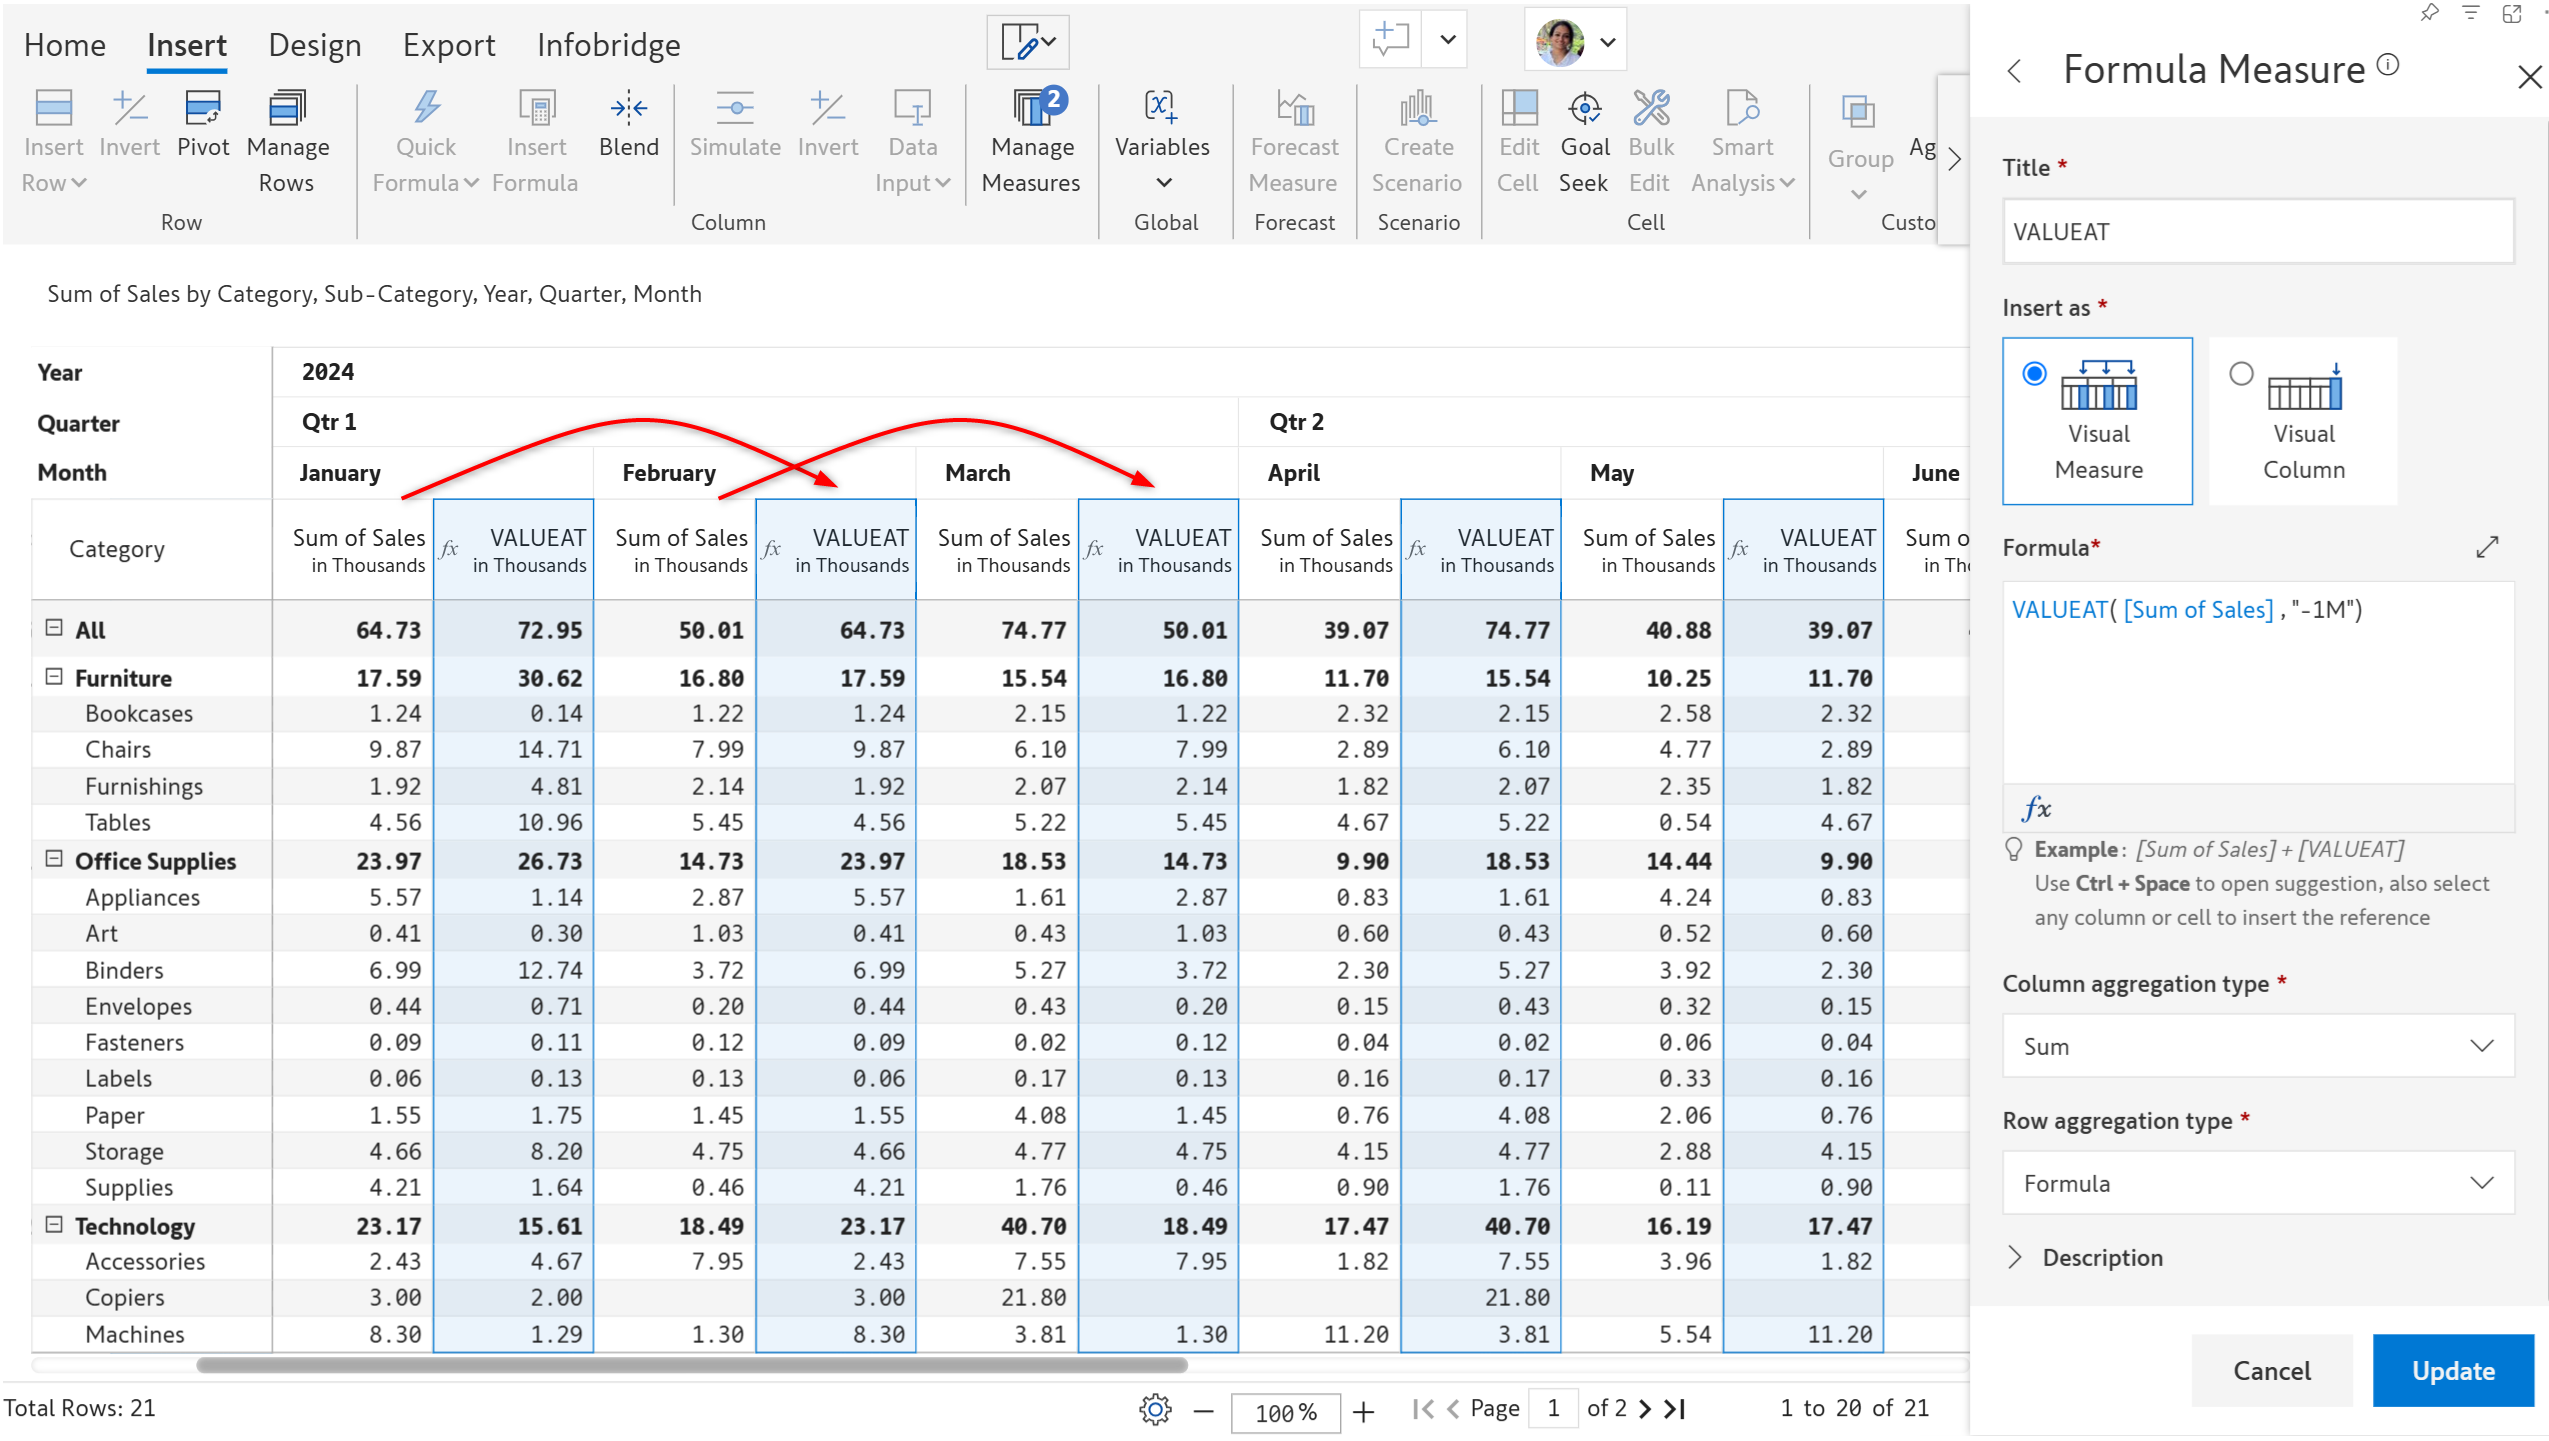 Home Insert Design Export Infobridge
Insert Row Invert Pivot Manage Rows
Row
Quick Formula Insert Formula Blend Simulate Invert Data Input
Column
2
Manage Measures
Variables
Global
Forecast Measure
Forecast
Create Scenario
Scenario
Edit Cell Goal Seek Bulk Edit Smart Analysis
Cell
Group Ag
Custo
Sum of Sales by Category, Sub-Category, Year, Quarter, Month
Year 2024
Quarter Qtr 1 Qtr 2
Month January February March April May June
Category Sum of Sales fx VALUEAT Sum of Sales fx VALUEAT Sum of Sales fx VALUEAT Sum of Sales fx VALUEAT Sum of Sales fx VALUEAT Sum o
in Thousands in Thousands in Thousands in Thousands in Thousands in Thousands in Thousands in Thousands in Thousands in Thousands in Th
All 64.73 72.95 50.01 64.73 74.77 50.01 39.07 74.77 40.88 39.07
Furniture 17.59 30.62 16.80 17.59 15.54 16.80 11.70 15.54 10.25 11.70
Bookcases 1.24 0.14 1.22 1.24 2.15 1.22 2.32 2.15 2.58 2.32
Chairs 9.87 14.71 7.99 9.87 6.10 7.99 2.89 6.10 4.77 2.89
Furnishings 1.92 4.81 2.14 1.92 2.07 2.14 1.82 2.07 2.35 1.82
Tables 4.56 10.96 5.45 4.56 5.22 5.45 4.67 5.22 0.54 4.67
Office Supplies 23.97 26.73 14.73 23.97 18.53 14.73 9.90 18.53 14.44 9.90
Appliances 5.57 1.14 2.87 5.57 1.61 2.87 0.83 1.61 4.24 0.83
Art 0.41 0.30 1.03 0.41 0.43 1.03 0.60 0.43 0.52 0.60
Binders 6.99 12.74 3.72 6.99 5.27 3.72 2.30 5.27 3.92 2.30
Envelopes 0.44 0.71 0.20 0.44 0.43 0.20 0.15 0.43 0.32 0.15
Fasteners 0.09 0.11 0.12 0.09 0.02 0.12 0.04 0.02 0.06 0.04
Labels 0.06 0.13 0.13 0.06 0.17 0.13 0.16 0.17 0.33 0.16
Paper 1.55 1.75 1.45 1.55 4.08 1.45 0.76 4.08 2.06 0.76
Storage 4.66 8.20 4.75 4.66 4.77 4.75 4.15 4.77 2.88 4.15
Supplies 4.21 1.64 0.46 4.21 1.76 0.46 0.90 1.76 0.11 0.90
Technology 23.17 15.61 18.49 23.17 40.70 18.49 17.47 40.70 16.19 17.47
Accessories 2.43 4.67 7.95 2.43 7.55 7.95 1.82 7.55 3.96 1.82
Copiers 3.00 2.00 3.00 21.80 21.80
Machines 8.30 1.29 1.30 8.30 3.81 1.30 11.20 3.81 5.54 11.20
Total Rows: 21
100%
Page 1 of 2
1 to 20 of 21
Formula Measure
Title *
VALUEAT
Insert as *
Visual Measure
Visual Column
Formula*
VALUEAT( [Sum of Sales] , "-1M")
fx
Example: [Sum of Sales] + [VALUEAT]
Use Ctrl + Space to open suggestion, also select
any column or cell to insert the reference
Column aggregation type *
Sum
Row aggregation type *
Formula
Description
Cancel Update